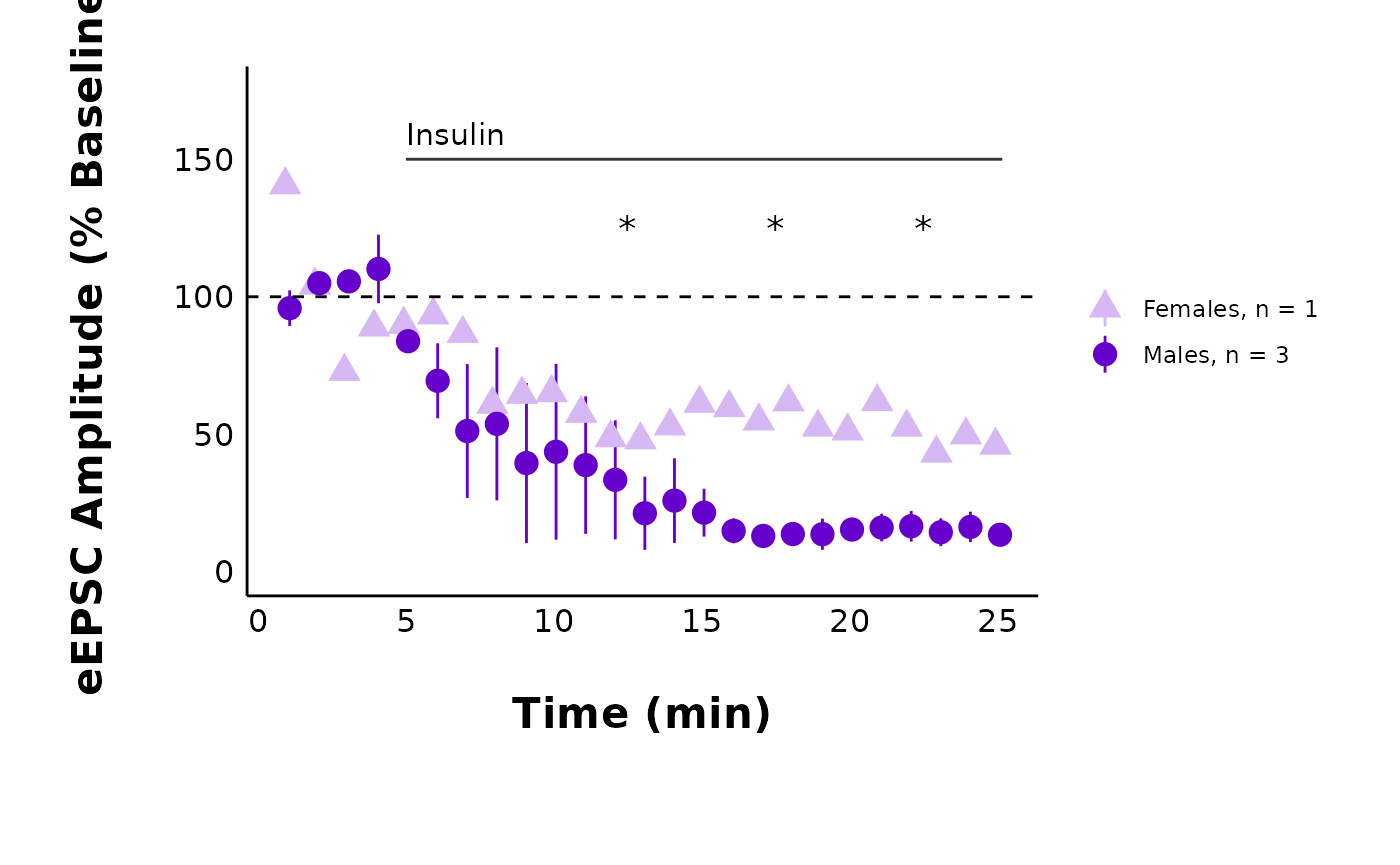 eEPSC Amplitude (% Baseline
150
100
50
0
Insulin
* * *
0 5 10 15 20 25
Time (min)
Females, n = 1
Males, n = 3